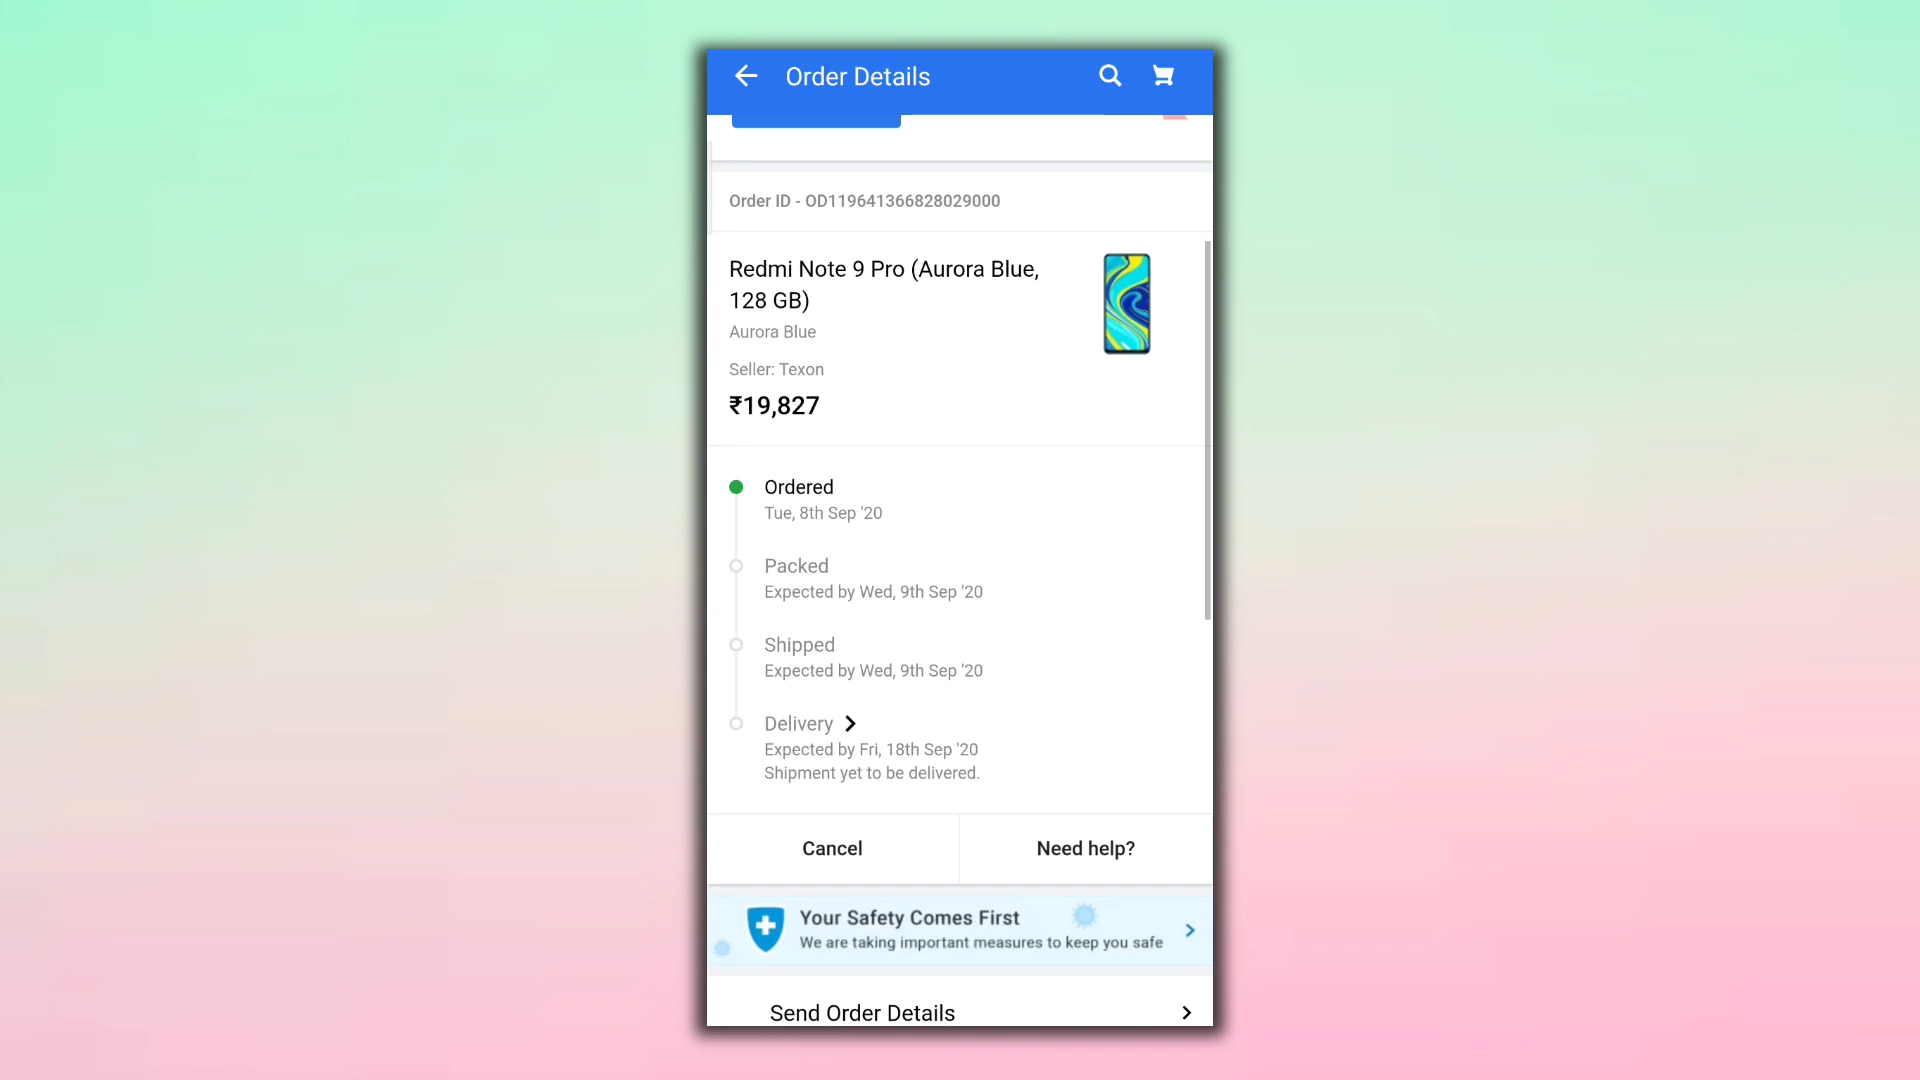 Order Details
Order ID - OD119641366828029000
Redmi Note 9 Pro (Aurora Blue,
128 GB)
Aurora Blue
Seller: Texon
₹19,827
Ordered
Tue, 8th Sep '20
Packed
Expected by Wed, 9th Sep '20
Shipped
Expected by Wed, 9th Sep '20
Delivery
Expected by Fri, 18th Sep '20
Shipment yet to be delivered.
Cancel
Need help?
Your Safety Comes First
We are taking important measures to keep you safe
Send Order Details